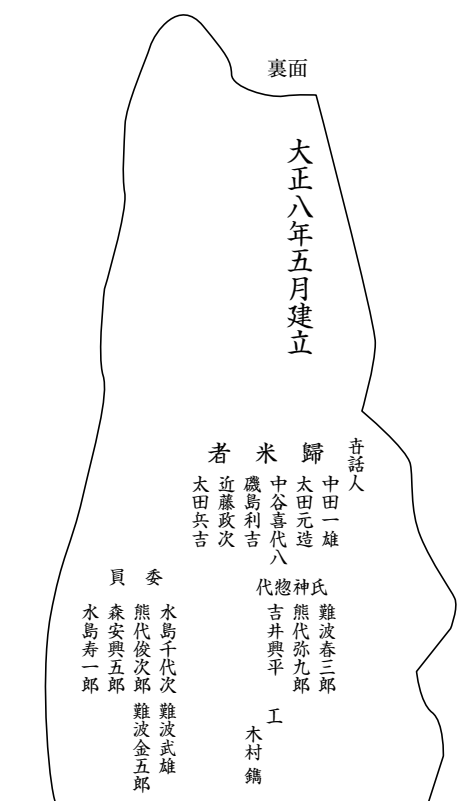 裏面
大正八年五月建立
卋話人
歸米者
中田一雄
太田元造
中谷喜代八
磯島利吉
近藤政次
太田兵吉
氏神惣代
難波春三郎
熊代弥九郎
吉井興平
工
木村鐫
委員
水島千代次
難波武雄
熊代俊次郎
難波金五郎
森安興五郎
水島寿一郎